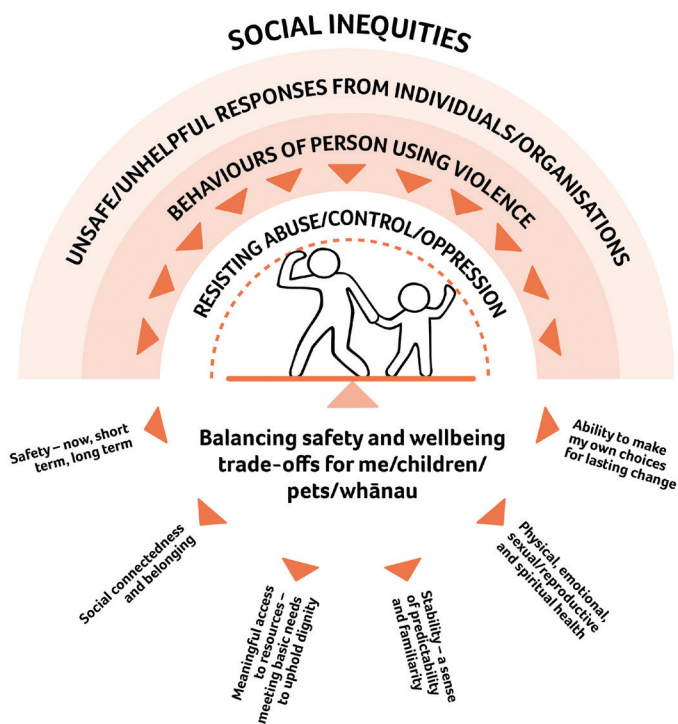 SOCIAL INEQUITIES
UNSAFE/UNHELPFUL RESPONSES FROM INDIVIDUALS/ORGANISATIONS
BEHAVIOURS OF PERSON USING VIOLENCE
RESISTING ABUSE/CONTROL/OPPRESSION
Balancing safety and wellbeing
trade-offs for me/children/
pets/whānau
Safety – now, short
term, long term
Social connectedness
and belonging
Meaningful access
to resources –
meeting basic needs
to uphold dignity
Stability – a sense
of predictability
and familiarity
Physical, emotional,
sexual/reproductive
and spiritual health
Ability to make
my own choices
for lasting change